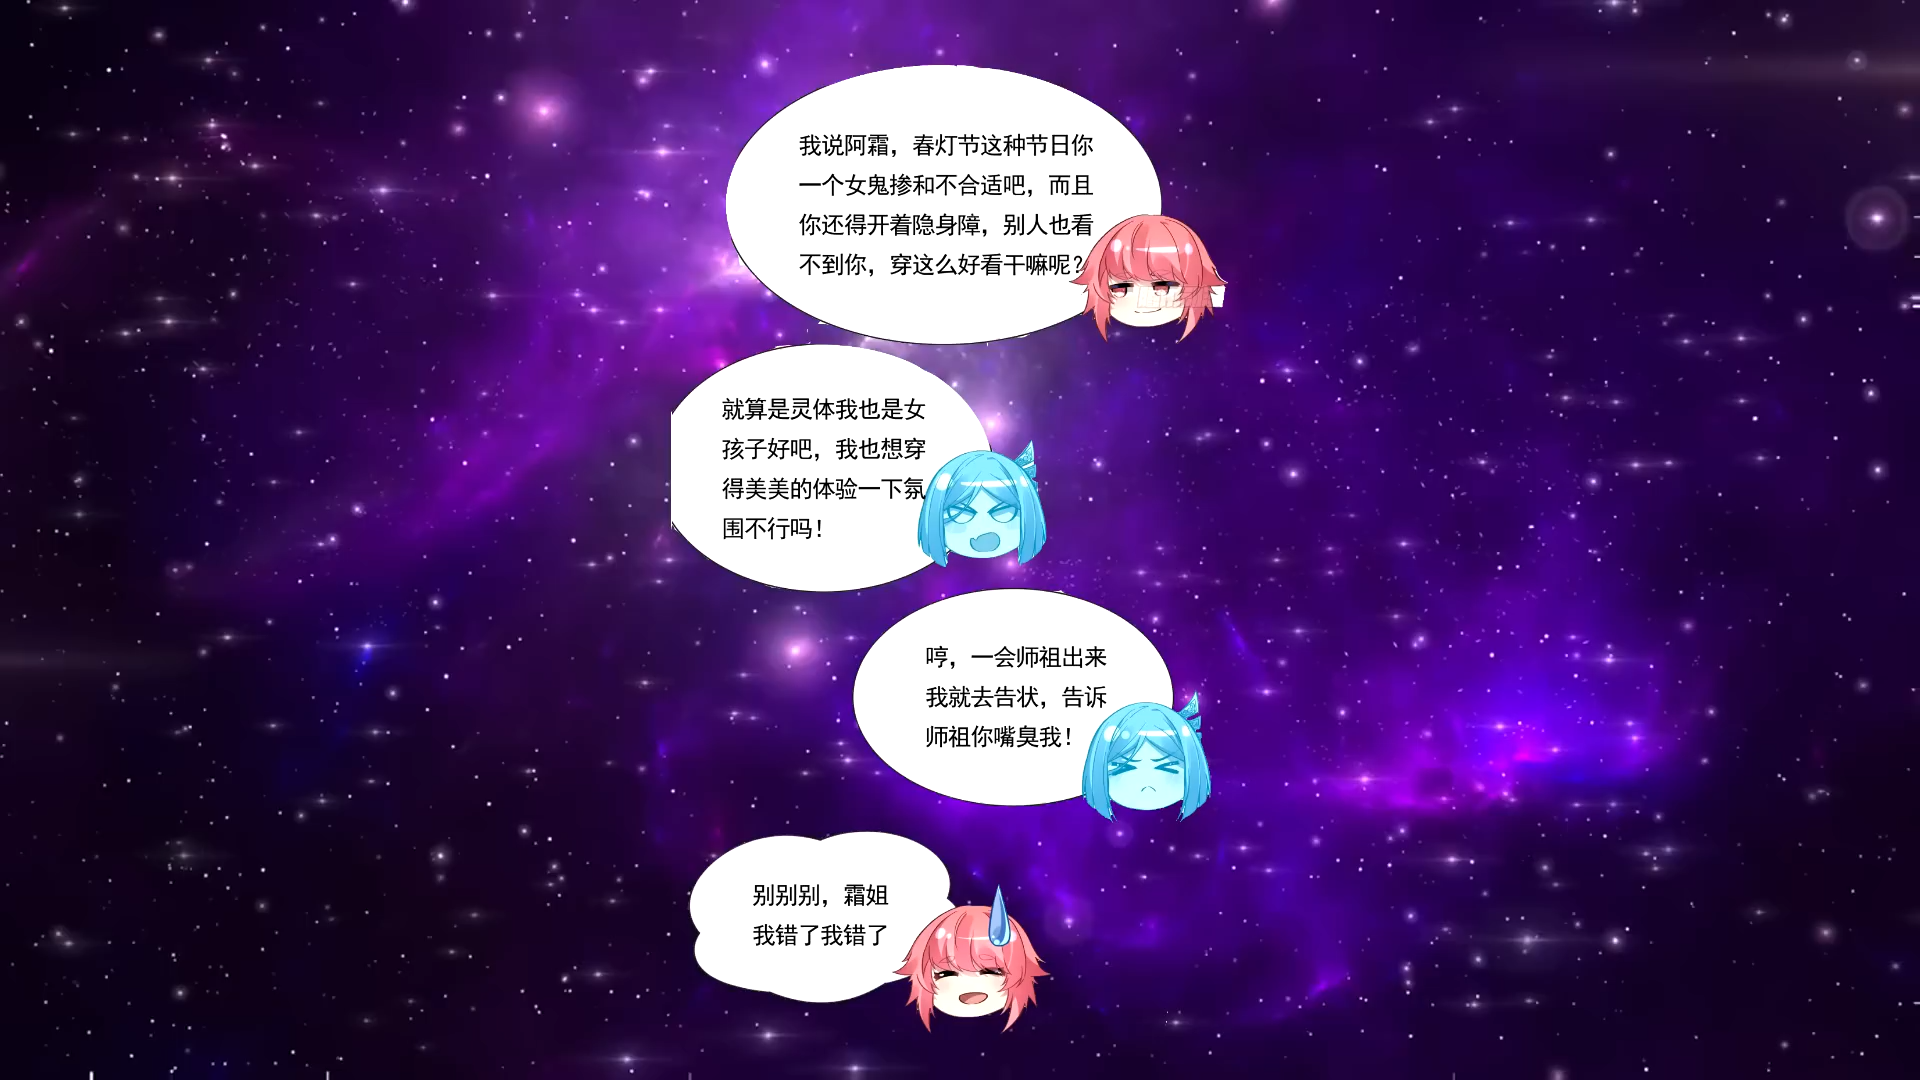 我说阿霜，春灯节这种节日你
一个女鬼掺和不合适吧，而且
你还得开着隐身障，别人也看
不到你，穿这么好看干嘛呢？
就算是灵体我也是女
孩子好吧，我也想穿
得美美的体验一下氛
围不行吗！
哼，一会师祖出来
我就去告状，告诉
师祖你嘴臭我！
别别别，霜姐
我错了我错了